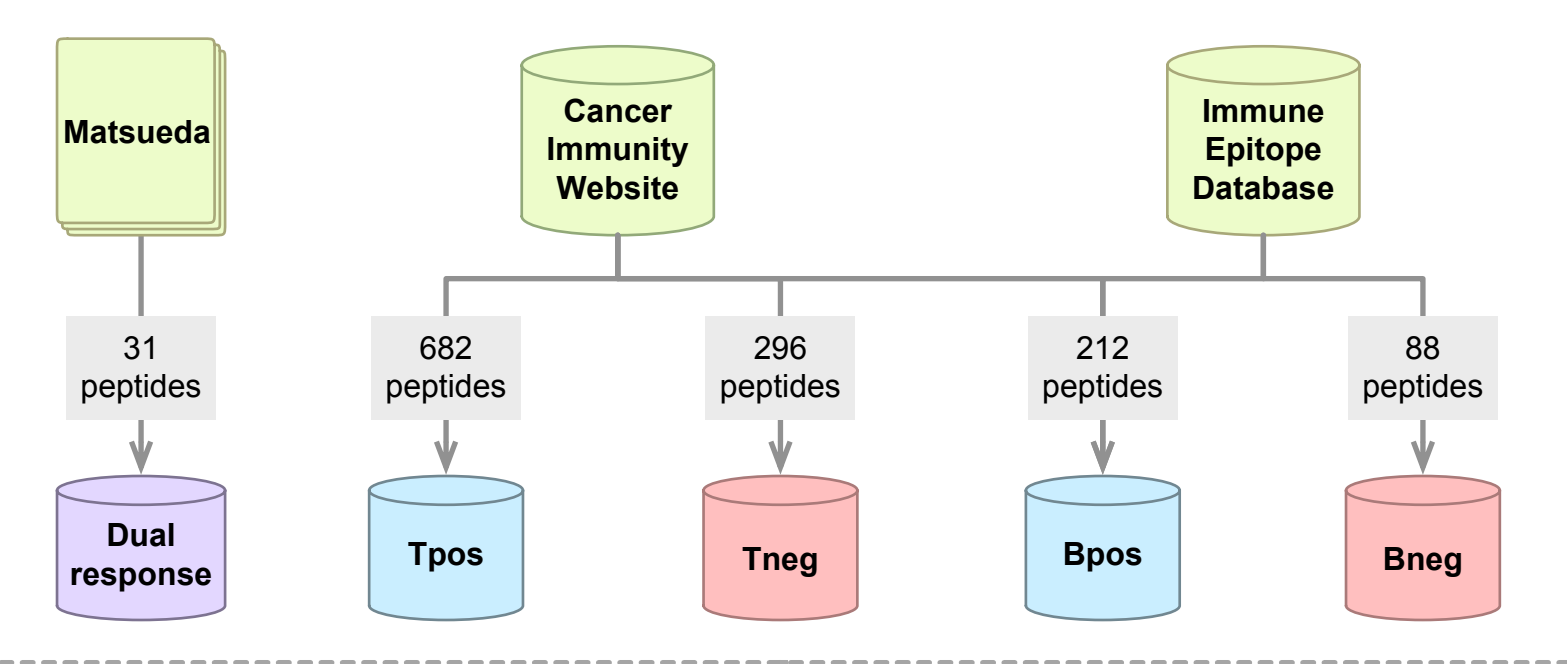 Matsueda
Cancer
Immunity
Website
Immune
Epitope
Database
31
peptides
682
peptides
296
peptides
212
peptides
88
peptides
Dual
response
Tpos
Tneg
Bpos
Bneg